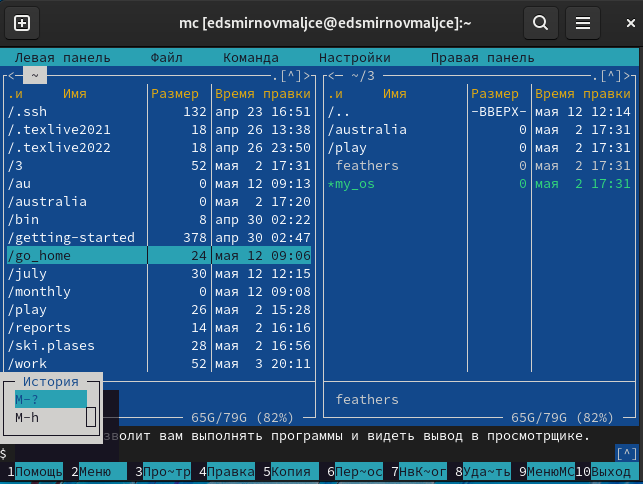 mc [edsmirnovmaljce@edsmirnovmaljce]:~
Левая панель Файл Команда Настройки Правая панель
<─ ~ .[^]>
.и Имя Размер Время правки
/.ssh 132 апр 23 16:51
/.texlive2021 18 апр 26 13:38
/.texlive2022 18 апр 26 23:50
/3 52 мая 2 17:31
/au 0 мая 12 09:13
/australia 0 мая 2 17:20
/bin 8 апр 30 02:22
/getting-started 378 апр 30 02:47
/go_home 24 мая 12 09:06
/july 30 мая 12 12:15
/monthly 0 мая 12 09:08
/play 26 мая 2 15:28
/reports 14 мая 2 16:16
/ski.plases 28 мая 2 16:56
/work 52 мая 3 20:11
65G/79G (82%)
<─ ~/3 .[^]>
.и Имя Размер Время правки
/.. -ВВЕРХ- мая 12 12:14
/australia 0 мая 2 17:31
/play 0 мая 2 17:31
feathers 0 мая 2 17:31
*my_os 0 мая 2 17:31
feathers
65G/79G (82%)
История
M-?
M-h
зволит вам выполнять программы и видеть вывод в просмотрщике.
$ [^]
1Помощь 2Меню 3Про~тр 4Правка 5Копия 6Пер~ос 7НвК~ог 8Уда~ть 9МенюMC 10Выход